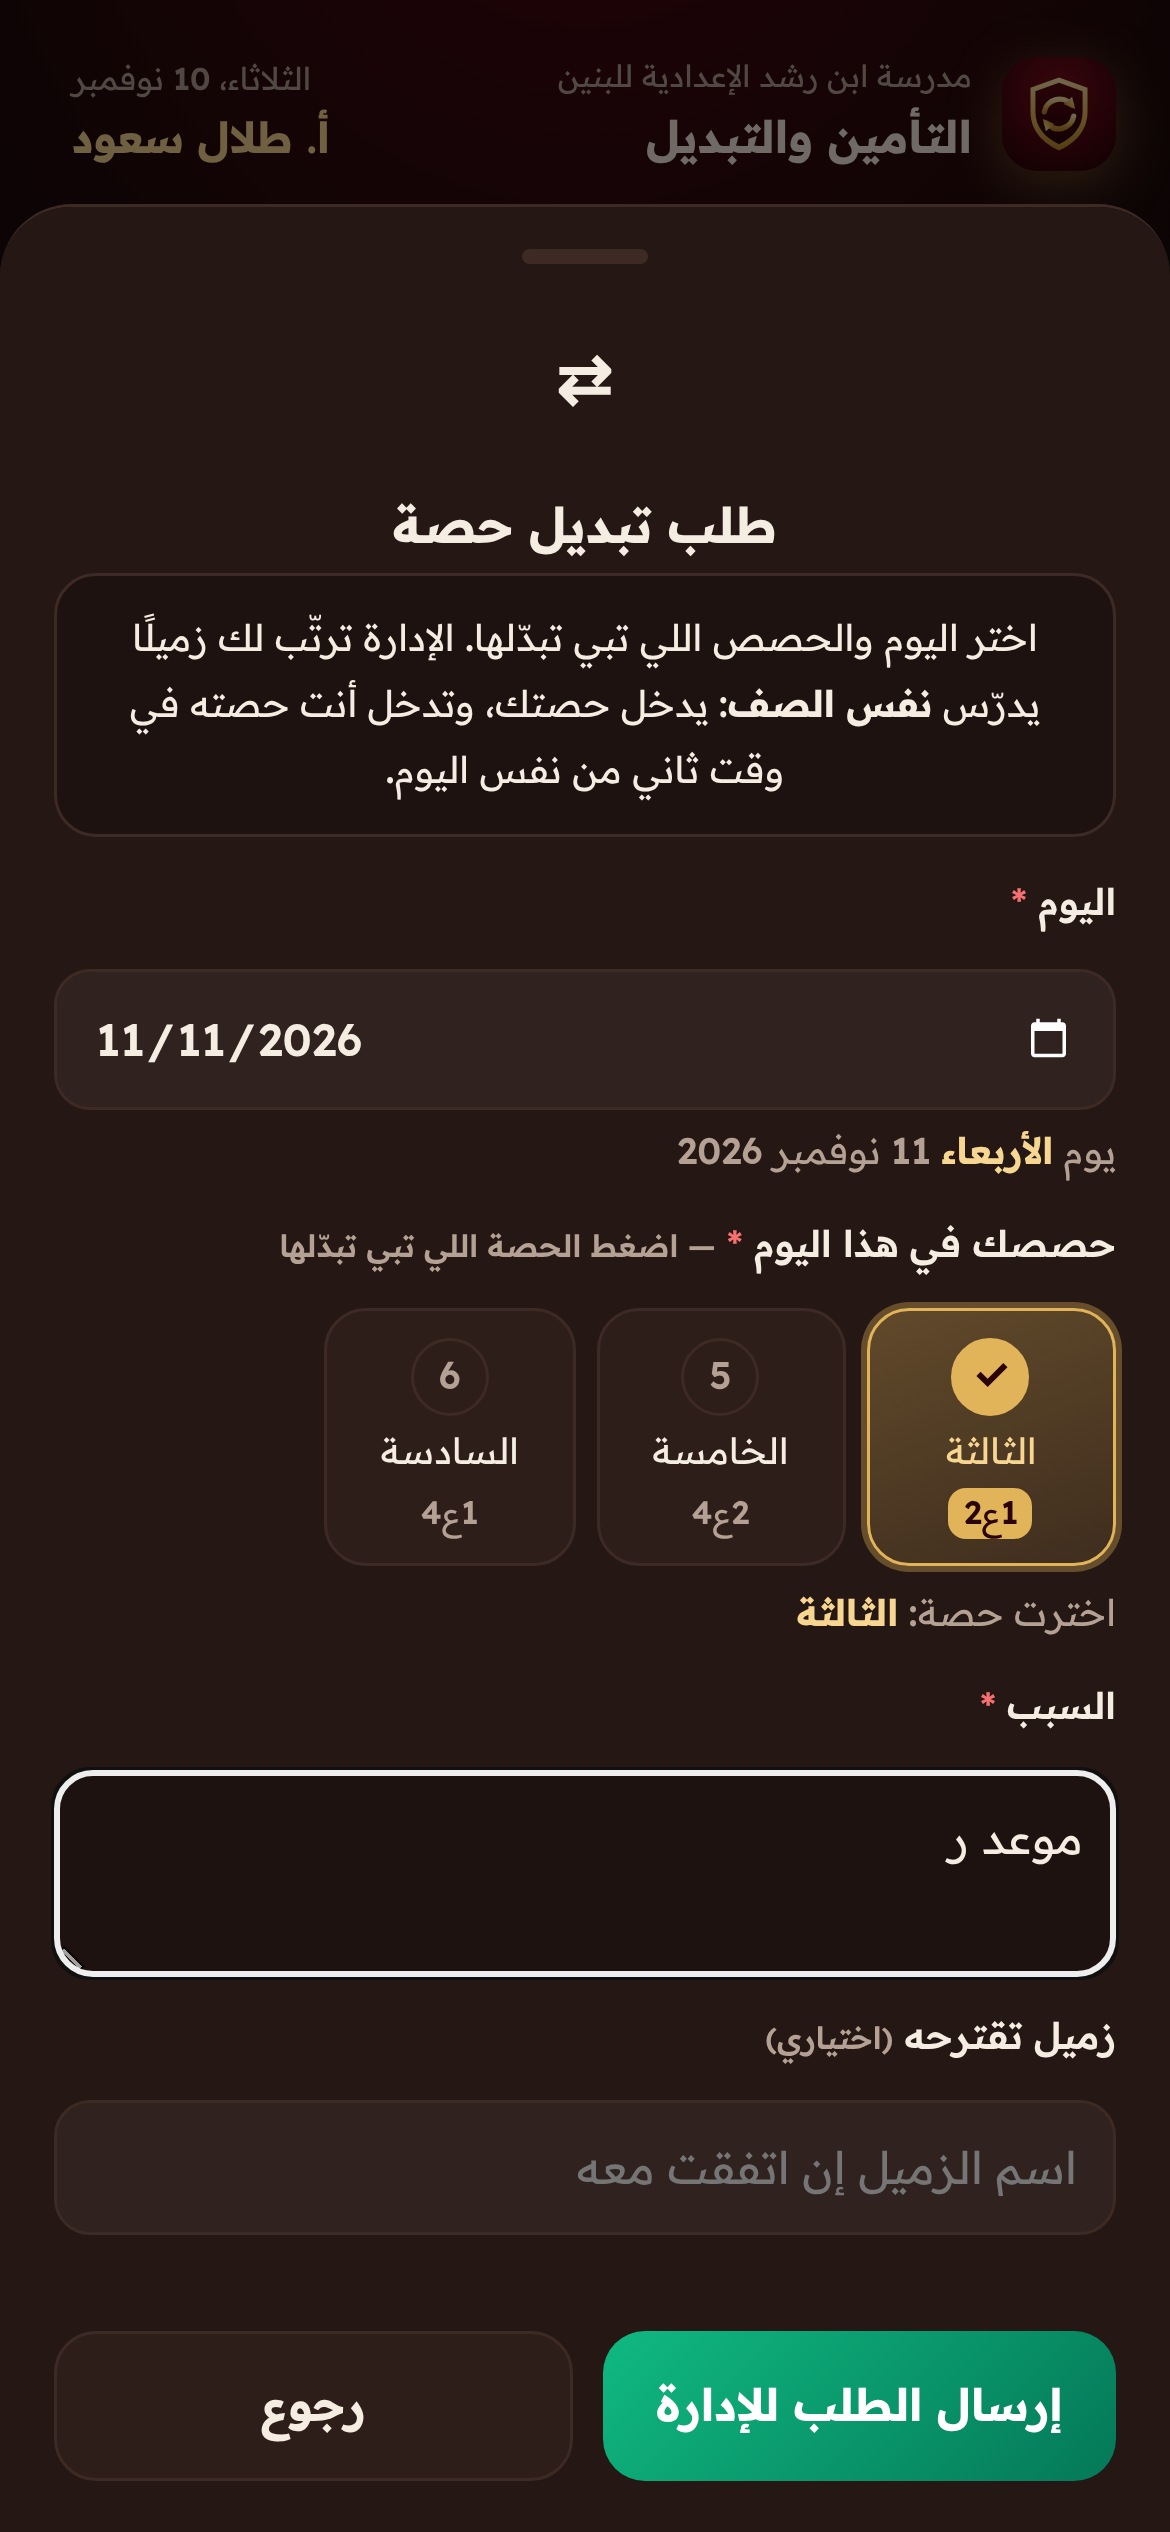 مدرسة ابن رشد الإعدادية للبنين
التأمين والتبديل
الثلاثاء، 10 نوفمبر
أ. طلال سعود
طلب تبديل حصة
اختر اليوم والحصص اللي تبي تبدّلها. الإدارة ترتّب لك زميلًا
يدرّس نفس الصف: يدخل حصتك، وتدخل أنت حصته في
وقت ثاني من نفس اليوم.
اليوم *
11/11/2026
يوم الأربعاء 11 نوفمبر 2026
حصصك في هذا اليوم * — اضغط الحصة اللي تبي تبدّلها
الثالثة
1ع2
5
الخامسة
2ع4
6
السادسة
1ع4
اخترت حصة: الثالثة
السبب *
موعد ر
زميل تقترحه (اختياري)
اسم الزميل إن اتفقت معه
إرسال الطلب للإدارة
رجوع